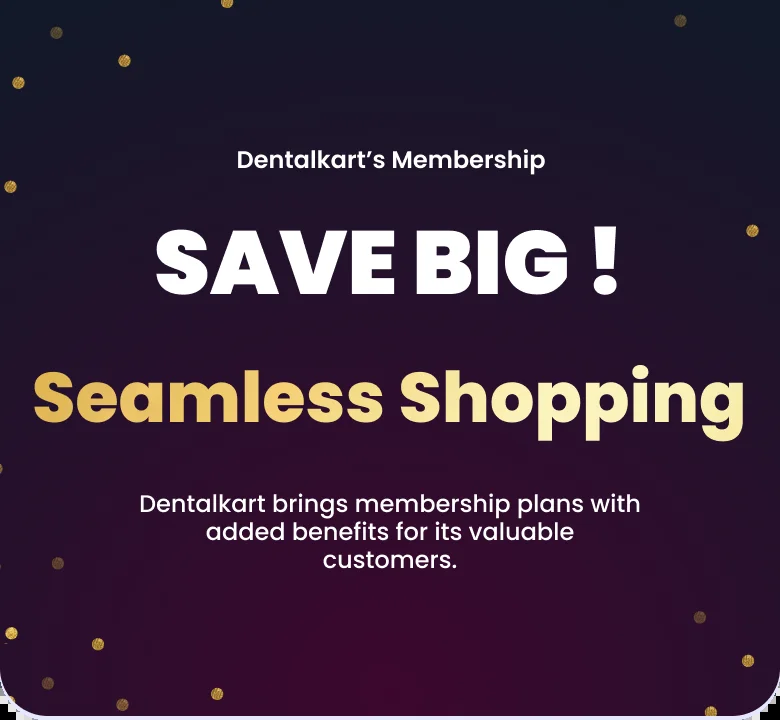 Dentalkart’s Membership
SAVE BIG !
Seamless Shopping
Dentalkart brings membership plans with
added benefits for its valuable
customers.